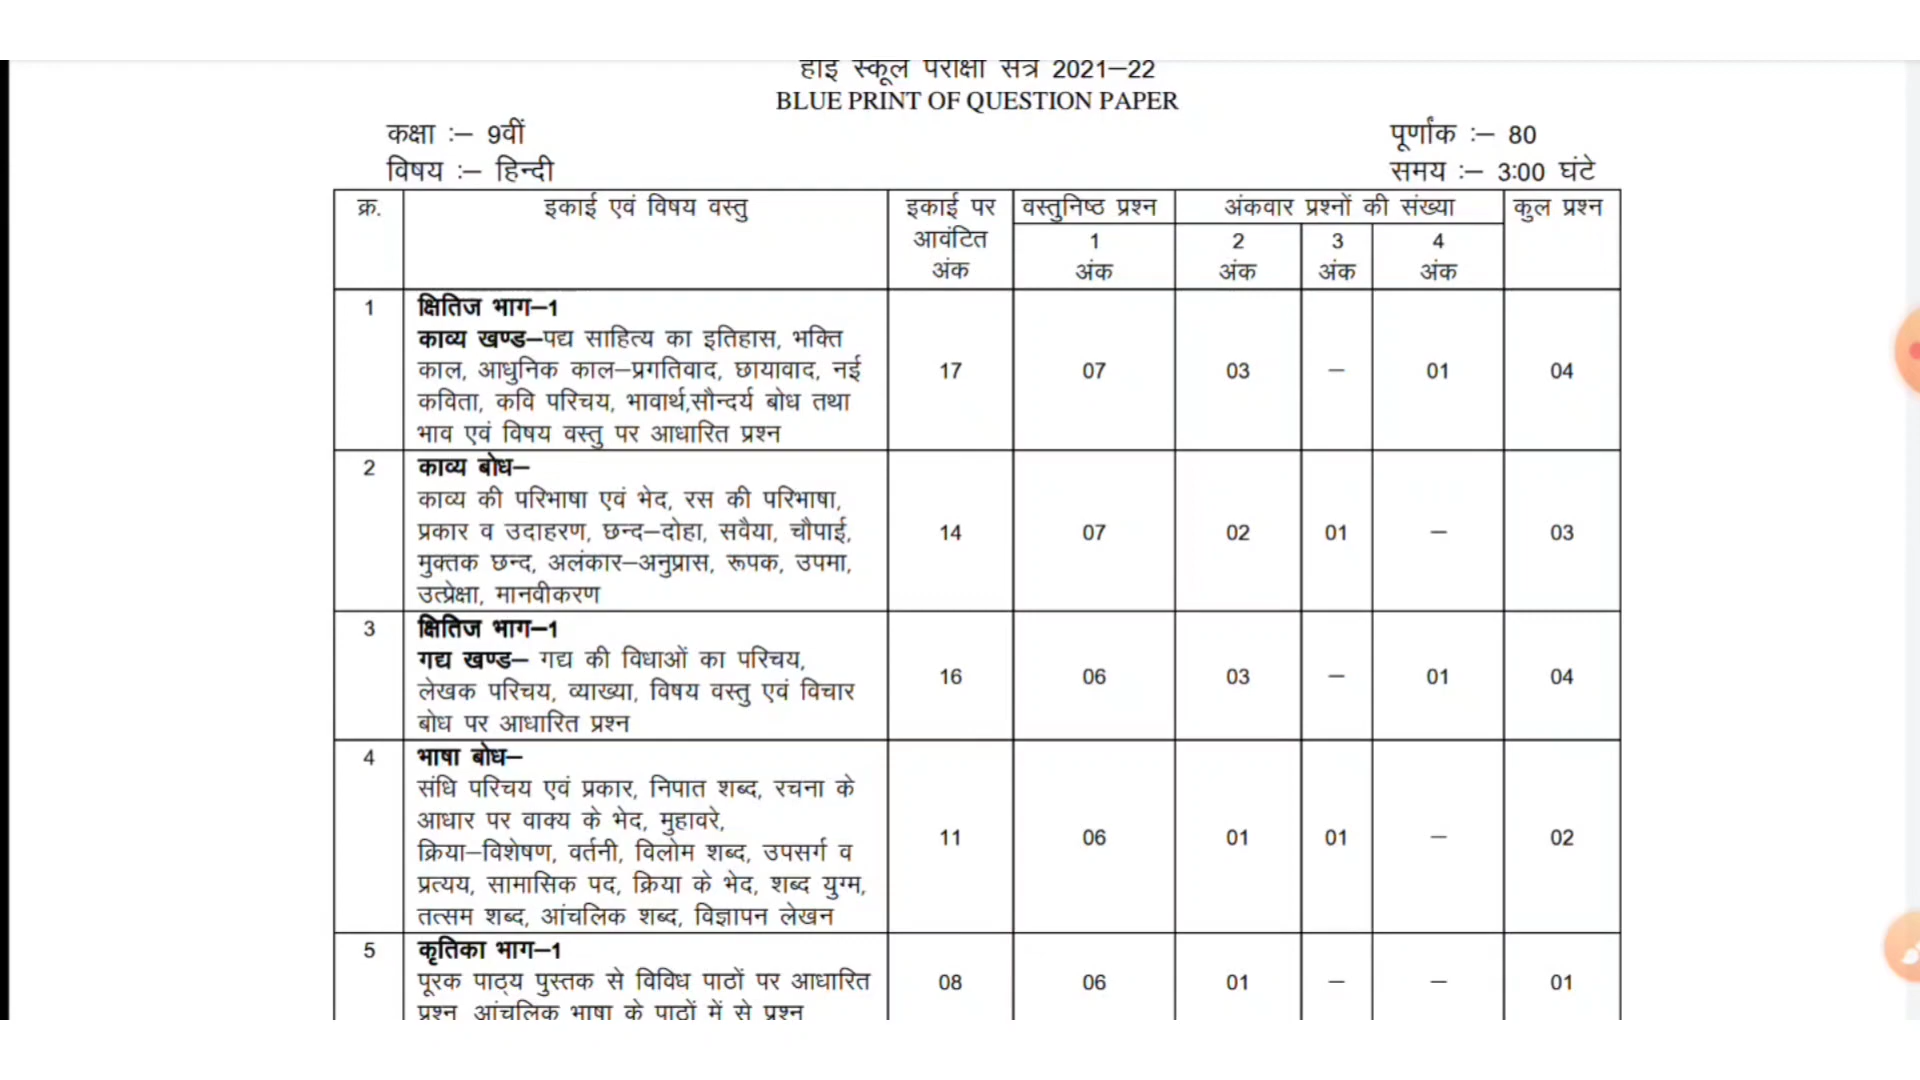 हाई स्कूल परीक्षा सत्र 2021–22
BLUE PRINT OF QUESTION PAPER
कक्षा :– 9वीं
पूर्णांक :– 80
विषय :– हिन्दी
समय :– 3:00 घंटे
क्र. इकाई एवं विषय वस्तु इकाई पर वस्तुनिष्ठ प्रश्न अंकवार प्रश्नों की संख्या कुल प्रश्न
आवंटित 1 2 3 4
अंक अंक अंक अंक अंक
1 क्षितिज भाग–1
काव्य खण्ड–पद्य साहित्य का इतिहास, भक्ति
काल, आधुनिक काल–प्रगतिवाद, छायावाद, नई 17 07 03 – 01 04
कविता, कवि परिचय, भावार्थ,सौन्दर्य बोध तथा
भाव एवं विषय वस्तु पर आधारित प्रश्न
2 काव्य बोध–
काव्य की परिभाषा एवं भेद, रस की परिभाषा,
प्रकार व उदाहरण, छन्द–दोहा, सवैया, चौपाई, 14 07 02 01 – 03
मुक्तक छन्द, अलंकार–अनुप्रास, रूपक, उपमा,
उत्प्रेक्षा, मानवीकरण
3 क्षितिज भाग–1
गद्य खण्ड– गद्य की विधाओं का परिचय,
लेखक परिचय, व्याख्या, विषय वस्तु एवं विचार 16 06 03 – 01 04
बोध पर आधारित प्रश्न
4 भाषा बोध–
संधि परिचय एवं प्रकार, निपात शब्द, रचना के
आधार पर वाक्य के भेद, मुहावरे,
क्रिया–विशेषण, वर्तनी, विलोम शब्द, उपसर्ग व 11 06 01 01 – 02
प्रत्यय, सामासिक पद, क्रिया के भेद, शब्द युग्म,
तत्सम शब्द, आंचलिक शब्द, विज्ञापन लेखन
5 कृतिका भाग–1
पूरक पाठ्य पुस्तक से विविध पाठों पर आधारित 08 06 01 – – 01
प्रश्न आंचलिक भाषा के पाठों में से प्रश्न